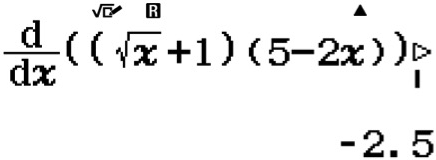 √□ R ▲
d/dx((√x+1)(5−2x))▷
-2.5